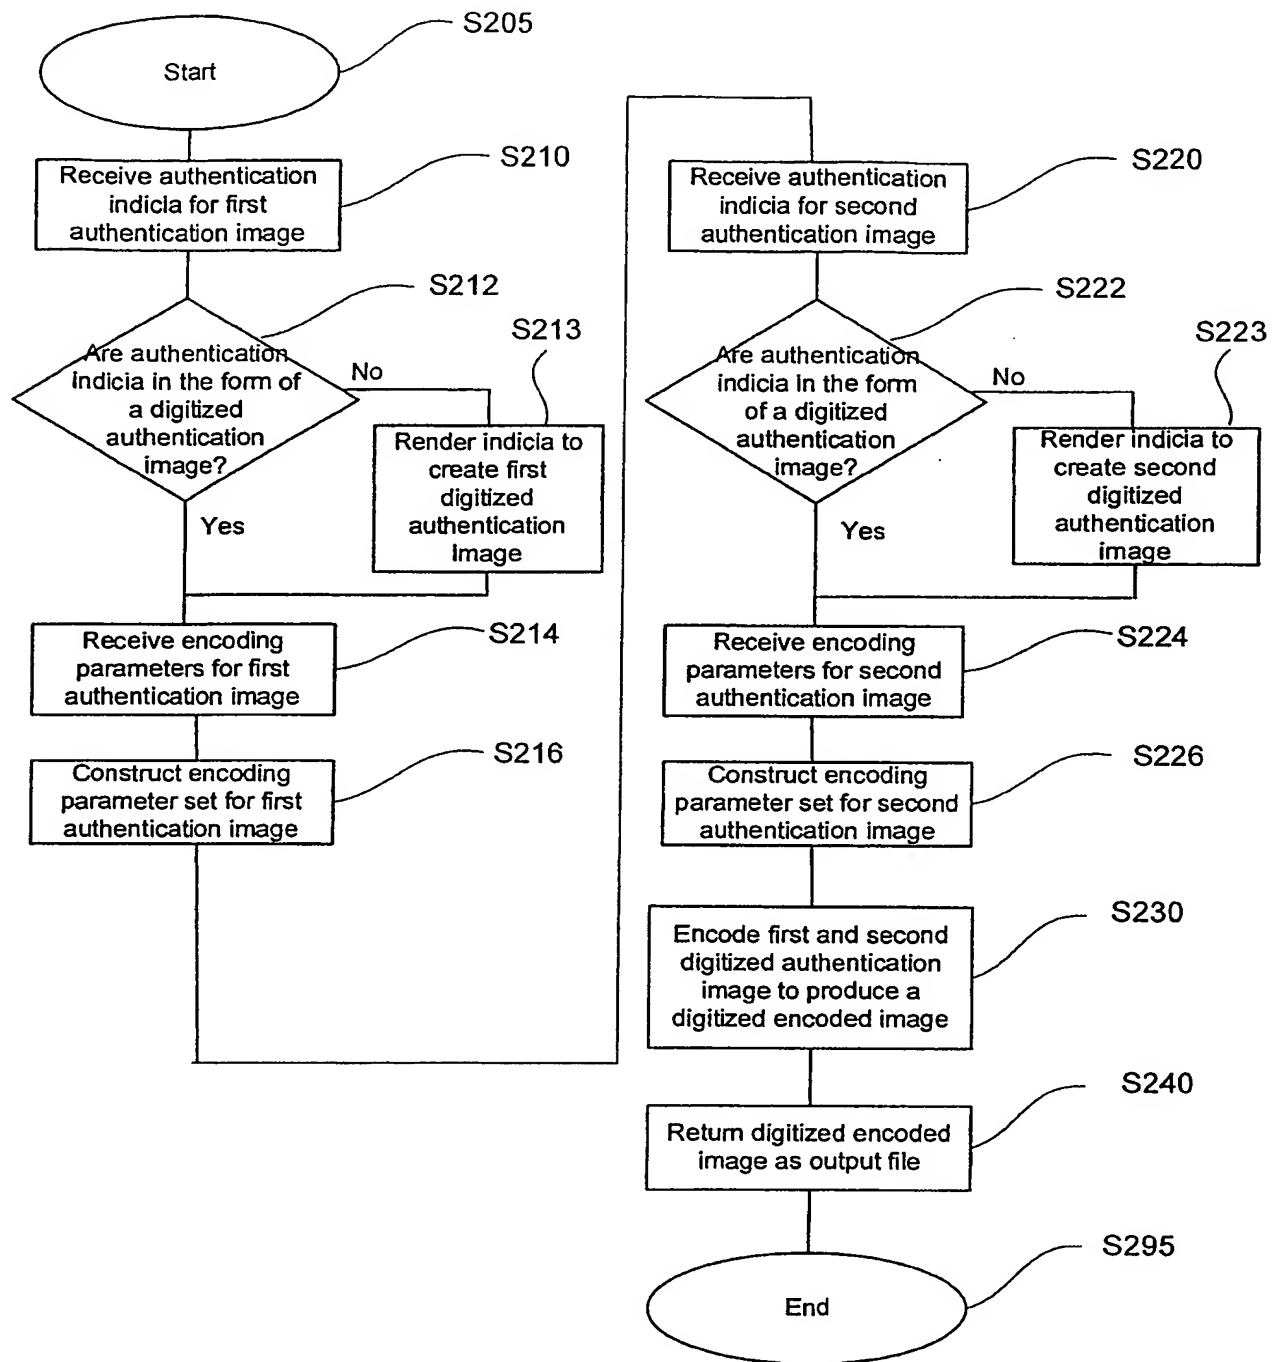 S205
Start
S210
Receive authentication
indicia for first
authentication image
S212
Are authentication
indicia in the form of
a digitized
authentication
image?
No
Yes
S213
Render indicia to
create first
digitized
authentication
image
S214
Receive encoding
parameters for first
authentication image
S216
Construct encoding
parameter set for first
authentication image
S220
Receive authentication
indicia for second
authentication image
S222
Are authentication
indicia in the form
of a digitized
authentication
image?
No
Yes
S223
Render indicia to
create second
digitized
authentication
image
S224
Receive encoding
parameters for second
authentication image
S226
Construct encoding
parameter set for second
authentication image
S230
Encode first and second
digitized authentication
image to produce a
digitized encoded image
S240
Return digitized encoded
image as output file
S295
End